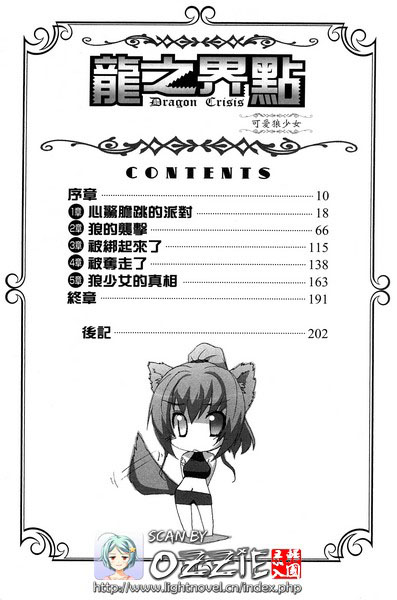 龍之界點
Dragon Crisis
可愛狼少女
CONTENTS
序章 10
1章 心驚膽跳的派對 18
2章 狼的襲擊 66
3章 被綁起來了 115
4章 被奪走了 138
5章 狼少女的真相 163
終章 191
後記 202
SCAN BY
OZZIE
http://www.lightnovel.cn/index.php